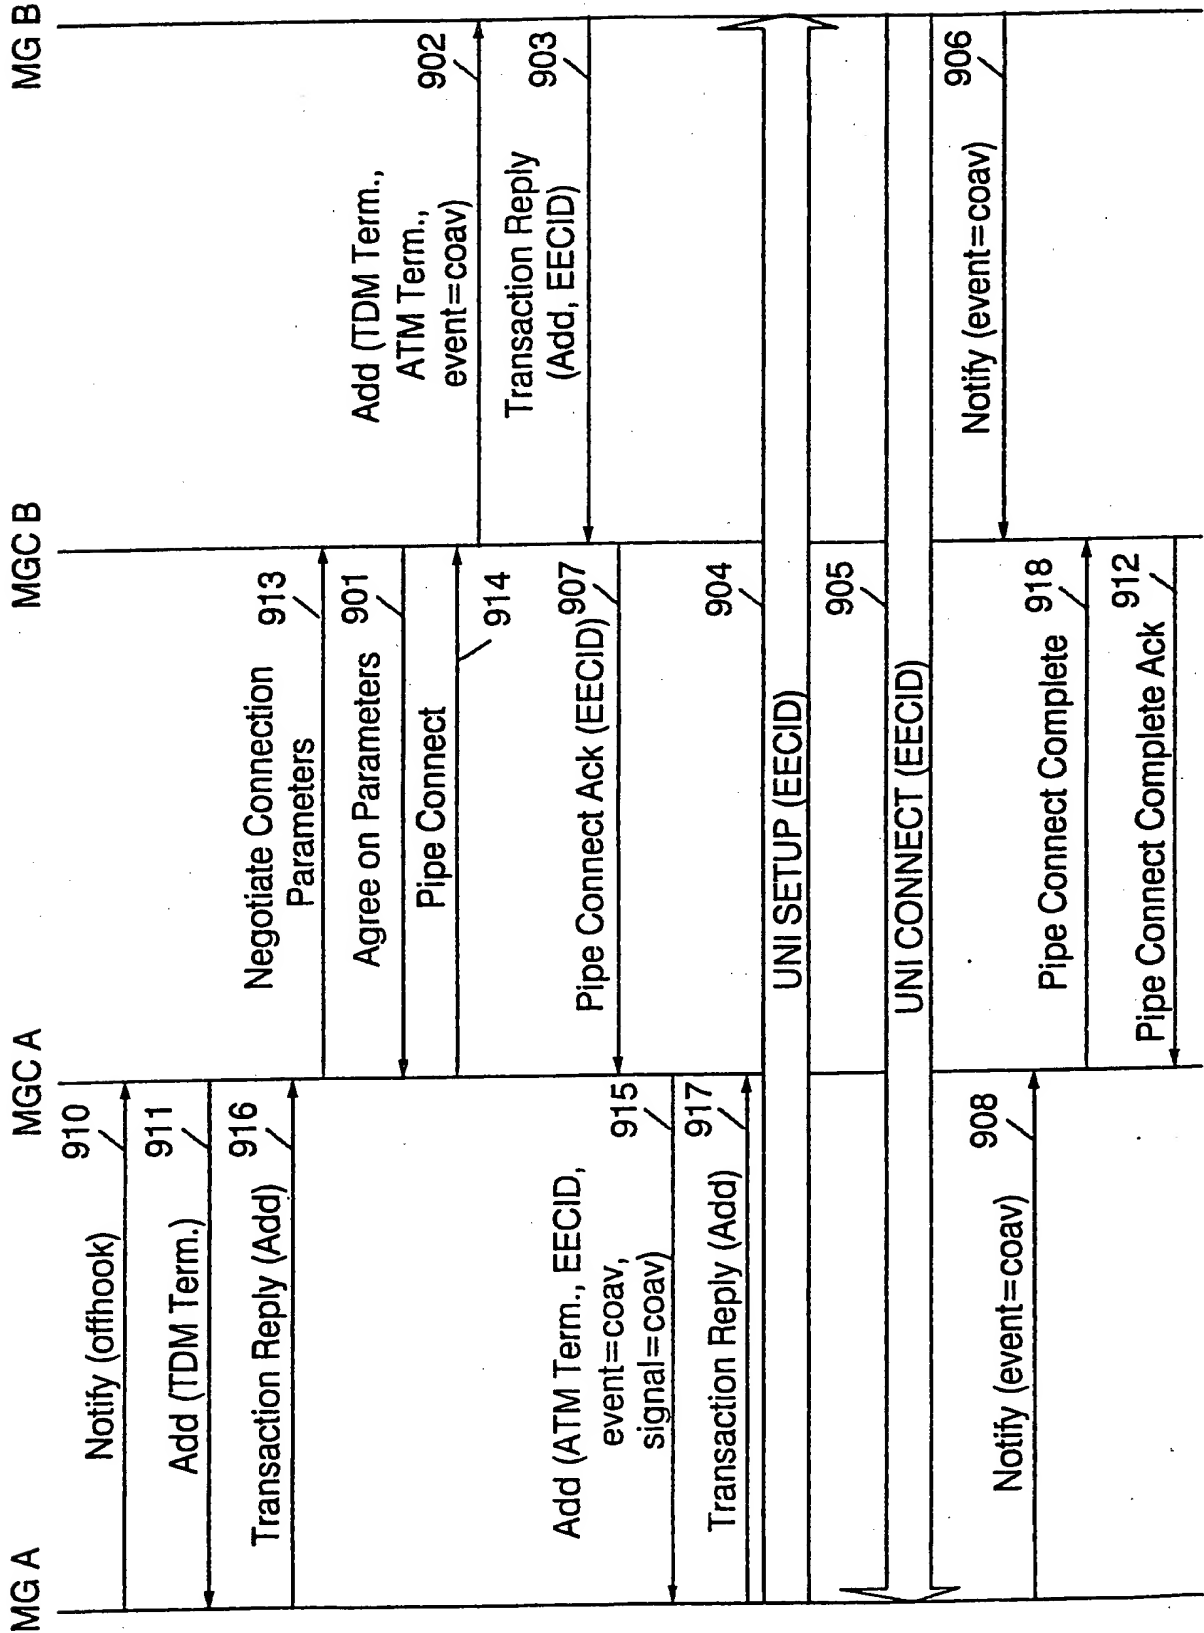 MG A
MGC A
MGC B
MG B
910
Notify (offhook)
911
Add (TDM Term.)
916
Transaction Reply (Add)
913
Negotiate Connection
Parameters
901
Agree on Parameters
Pipe Connect
914
902
Add (TDM Term.,
ATM Term.,
event=coav)
903
Transaction Reply
(Add, EECID)
907
Pipe Connect Ack (EECID)
915
Add (ATM Term., EECID,
event=coav,
signal=coav)
917
Transaction Reply (Add)
904
UNI SETUP (EECID)
905
UNI CONNECT (EECID)
906
Notify (event=coav)
908
Notify (event=coav)
918
Pipe Connect Complete
912
Pipe Connect Complete Ack